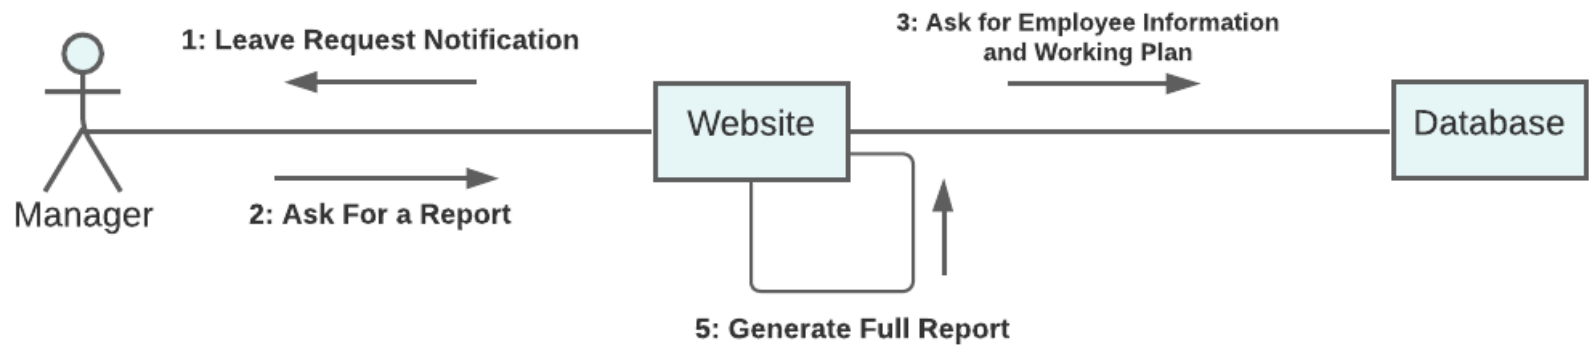 1: Leave Request Notification
3: Ask for Employee Information
and Working Plan
Website
Database
Manager
2: Ask For a Report
5: Generate Full Report